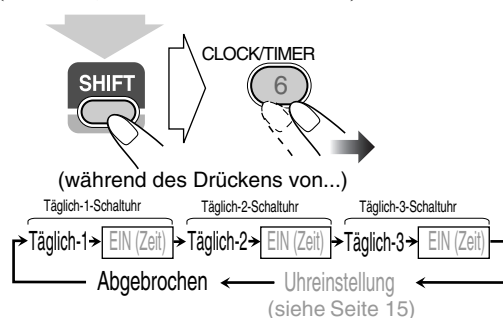 CLOCK/TIMER
SHIFT
6
(während des Drückens von...)
Täglich-1-Schaltuhr Täglich-2-Schaltuhr Täglich-3-Schaltuhr
Täglich-1 EIN (Zeit) Täglich-2 EIN (Zeit) Täglich-3 EIN (Zeit)
Abgebrochen Uhreinstellung
(siehe Seite 15)